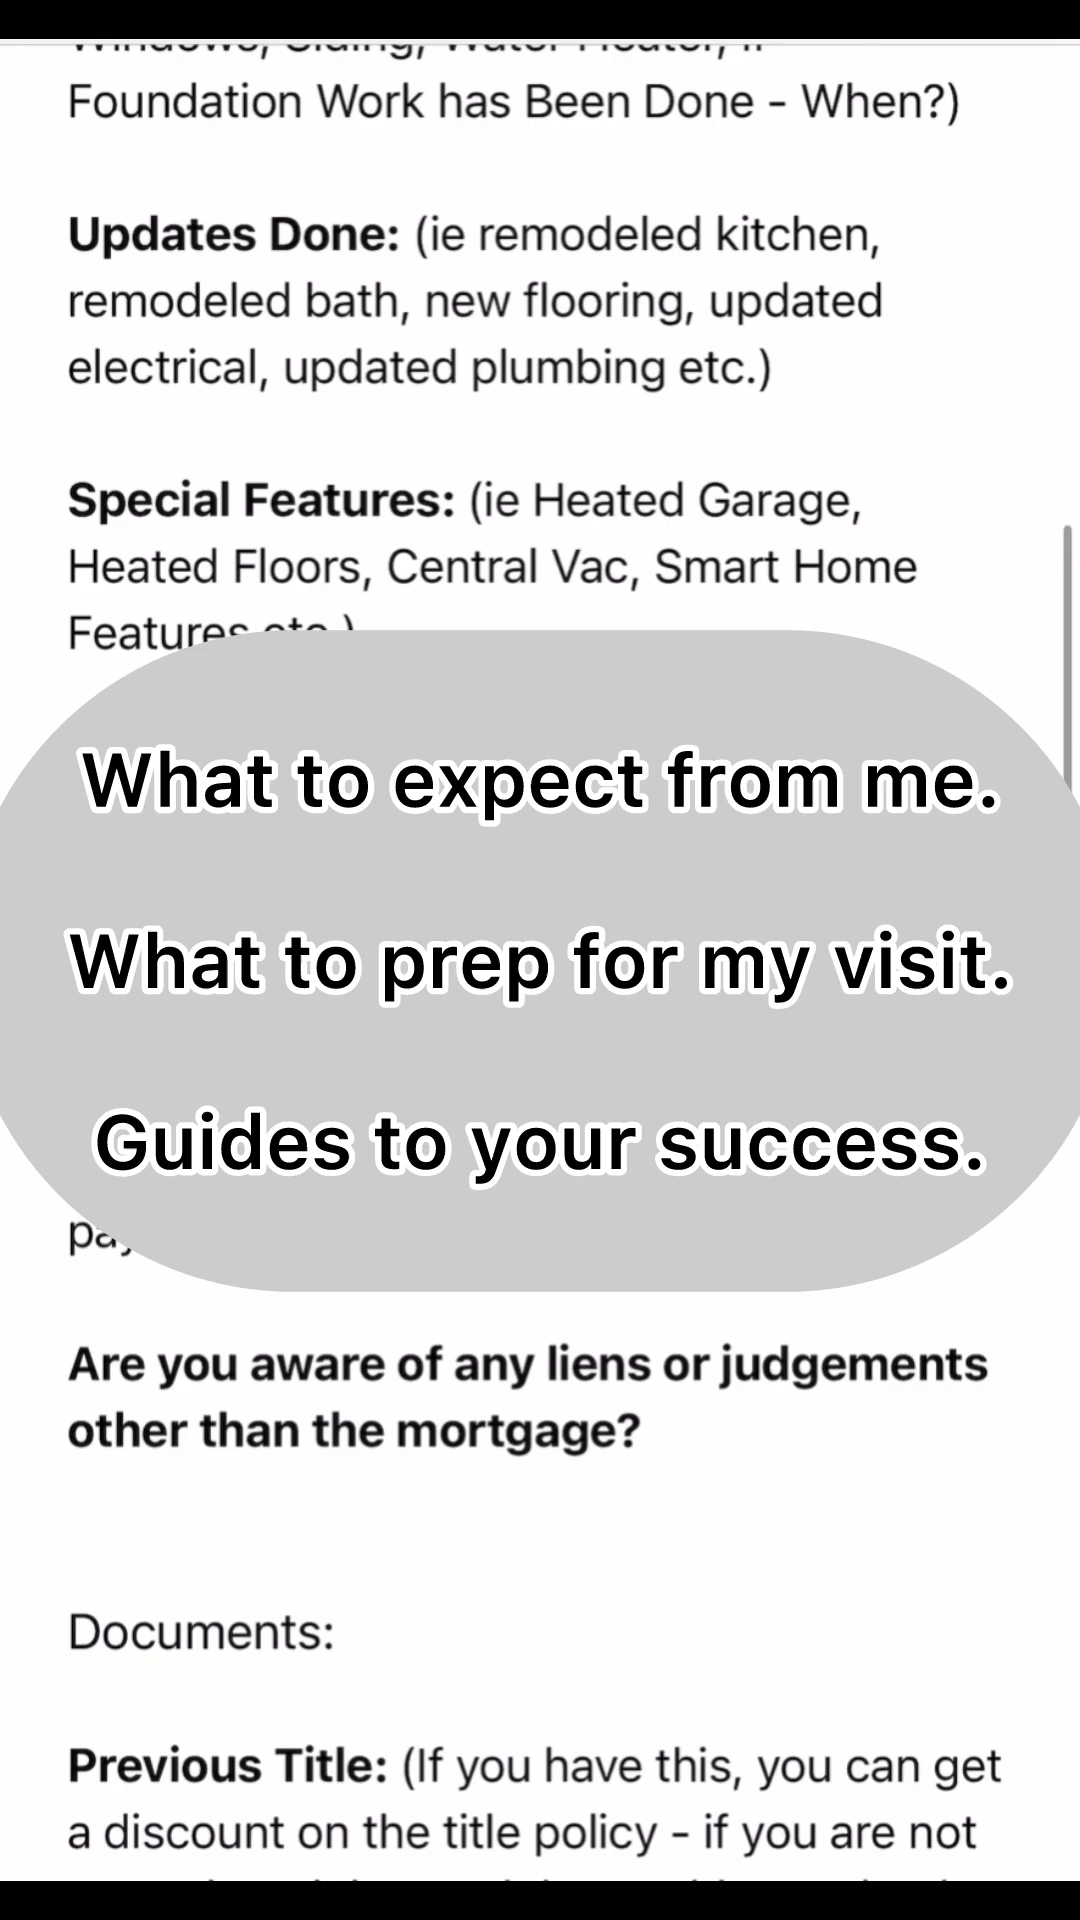 Foundation Work has Been Done - When?)
Updates Done: (ie remodeled kitchen,
remodeled bath, new flooring, updated
electrical, updated plumbing etc.)
Special Features: (ie Heated Garage,
Heated Floors, Central Vac, Smart Home
Features etc.)
What to expect from me.
What to prep for my visit.
Guides to your success.
Are you aware of any liens or judgements
other than the mortgage?
Documents:
Previous Title: (If you have this, you can get
a discount on the title policy - if you are not